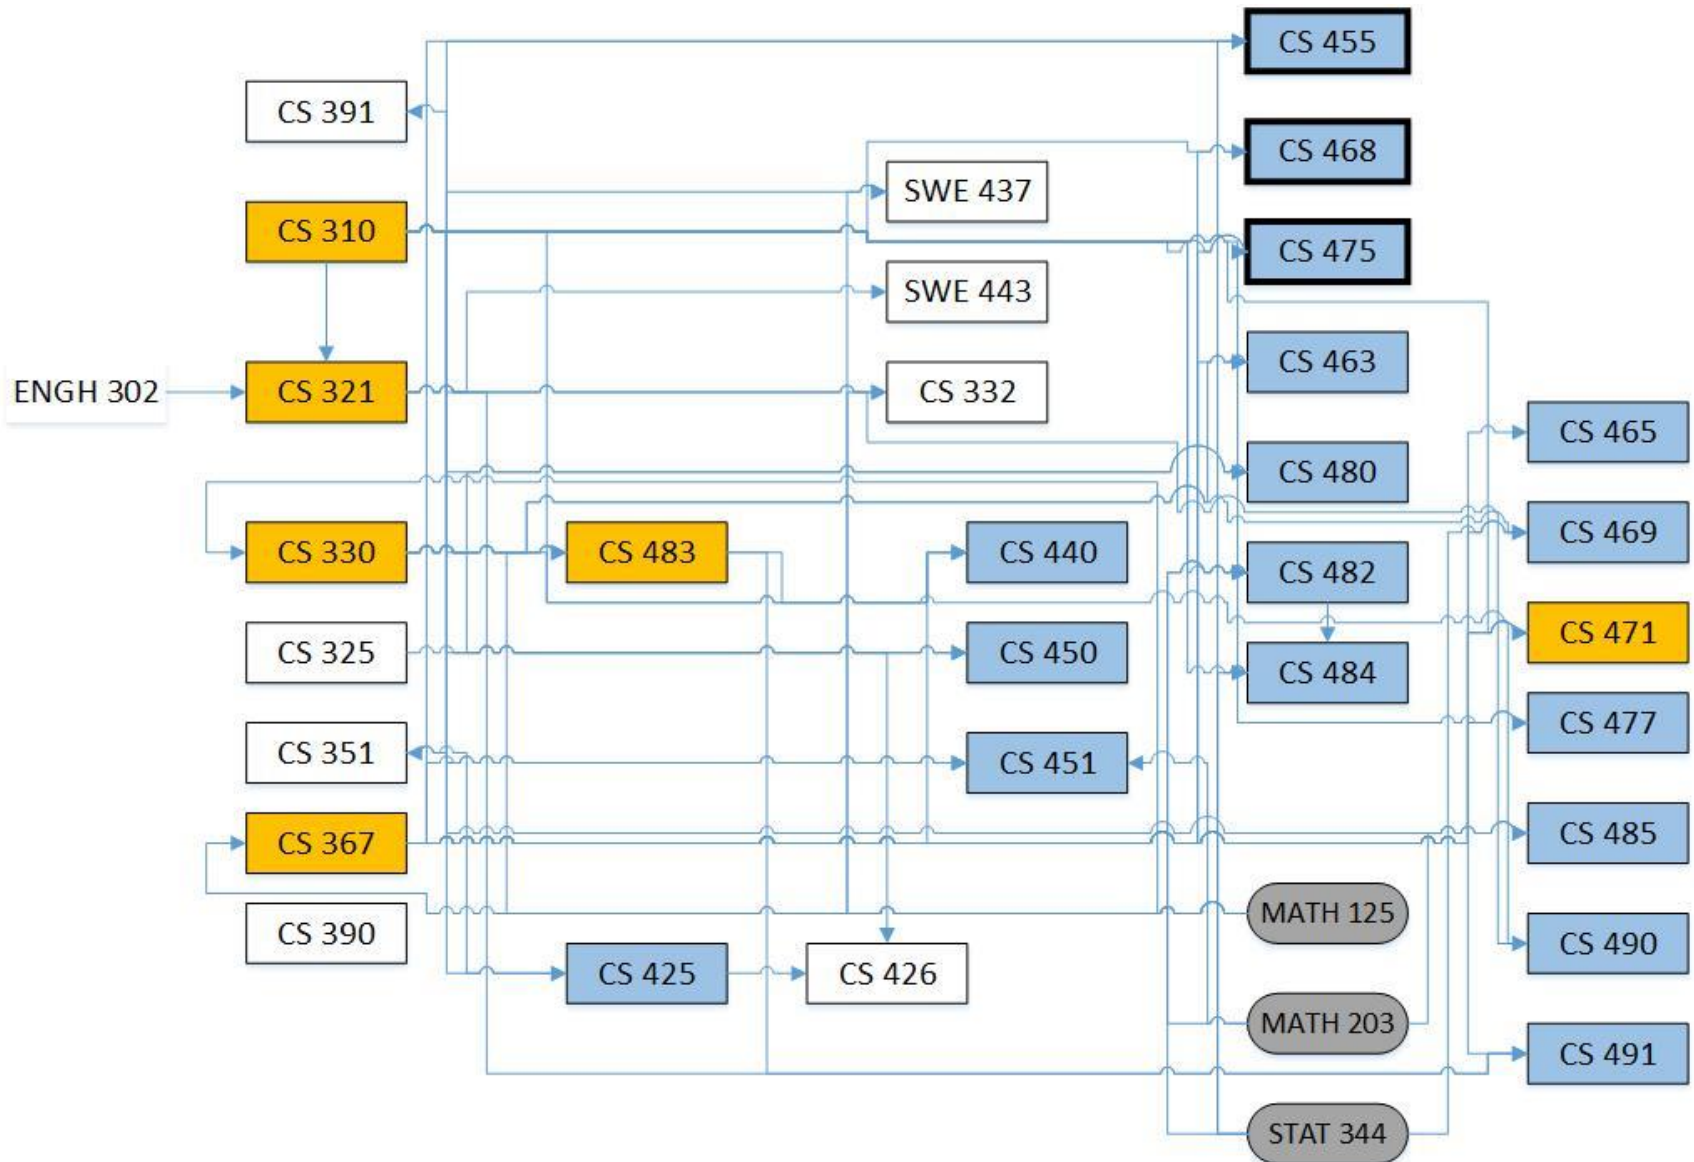 CS 455
CS 391
CS 468
SWE 437
CS 310
CS 475
SWE 443
CS 463
ENGH 302
CS 321
CS 332
CS 465
CS 480
CS 469
CS 330
CS 483
CS 440
CS 482
CS 471
CS 325
CS 450
CS 484
CS 477
CS 351
CS 451
CS 485
CS 367
MATH 125
CS 390
CS 490
CS 425
CS 426
MATH 203
CS 491
STAT 344